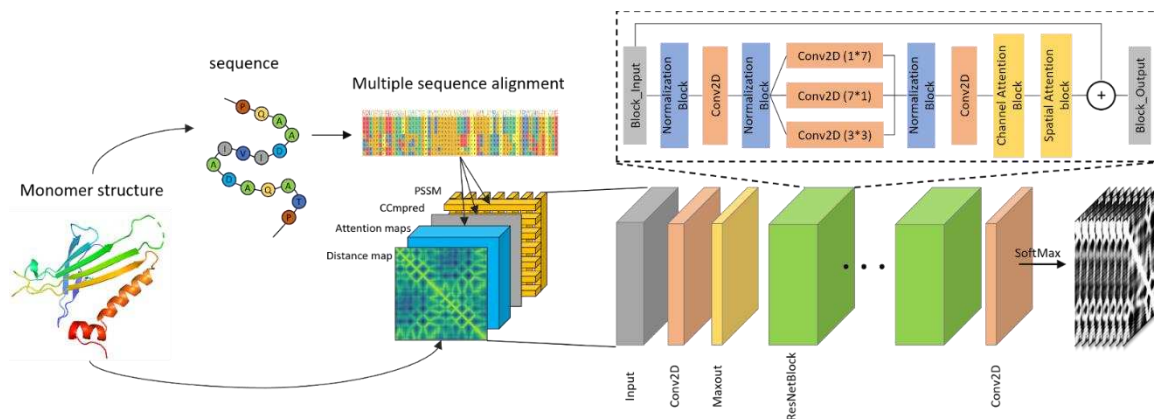 sequence
Multiple sequence alignment
Monomer structure
P
Q
A
A
D
I
V
I
A
D
A
Q
A
T
P
PSSM
CCmpred
Attention maps
Distance map
Block_Input
Normalization
Block
Conv2D
Normalization
Block
Conv2D (1*7)
Conv2D (7*1)
Conv2D (3*3)
Normalization
Block
Conv2D
Channel Attention
Block
Spatial Attention
block
+
Block_Output
Input
Conv2D
Maxout
ResNetBlock
Conv2D
SoftMax